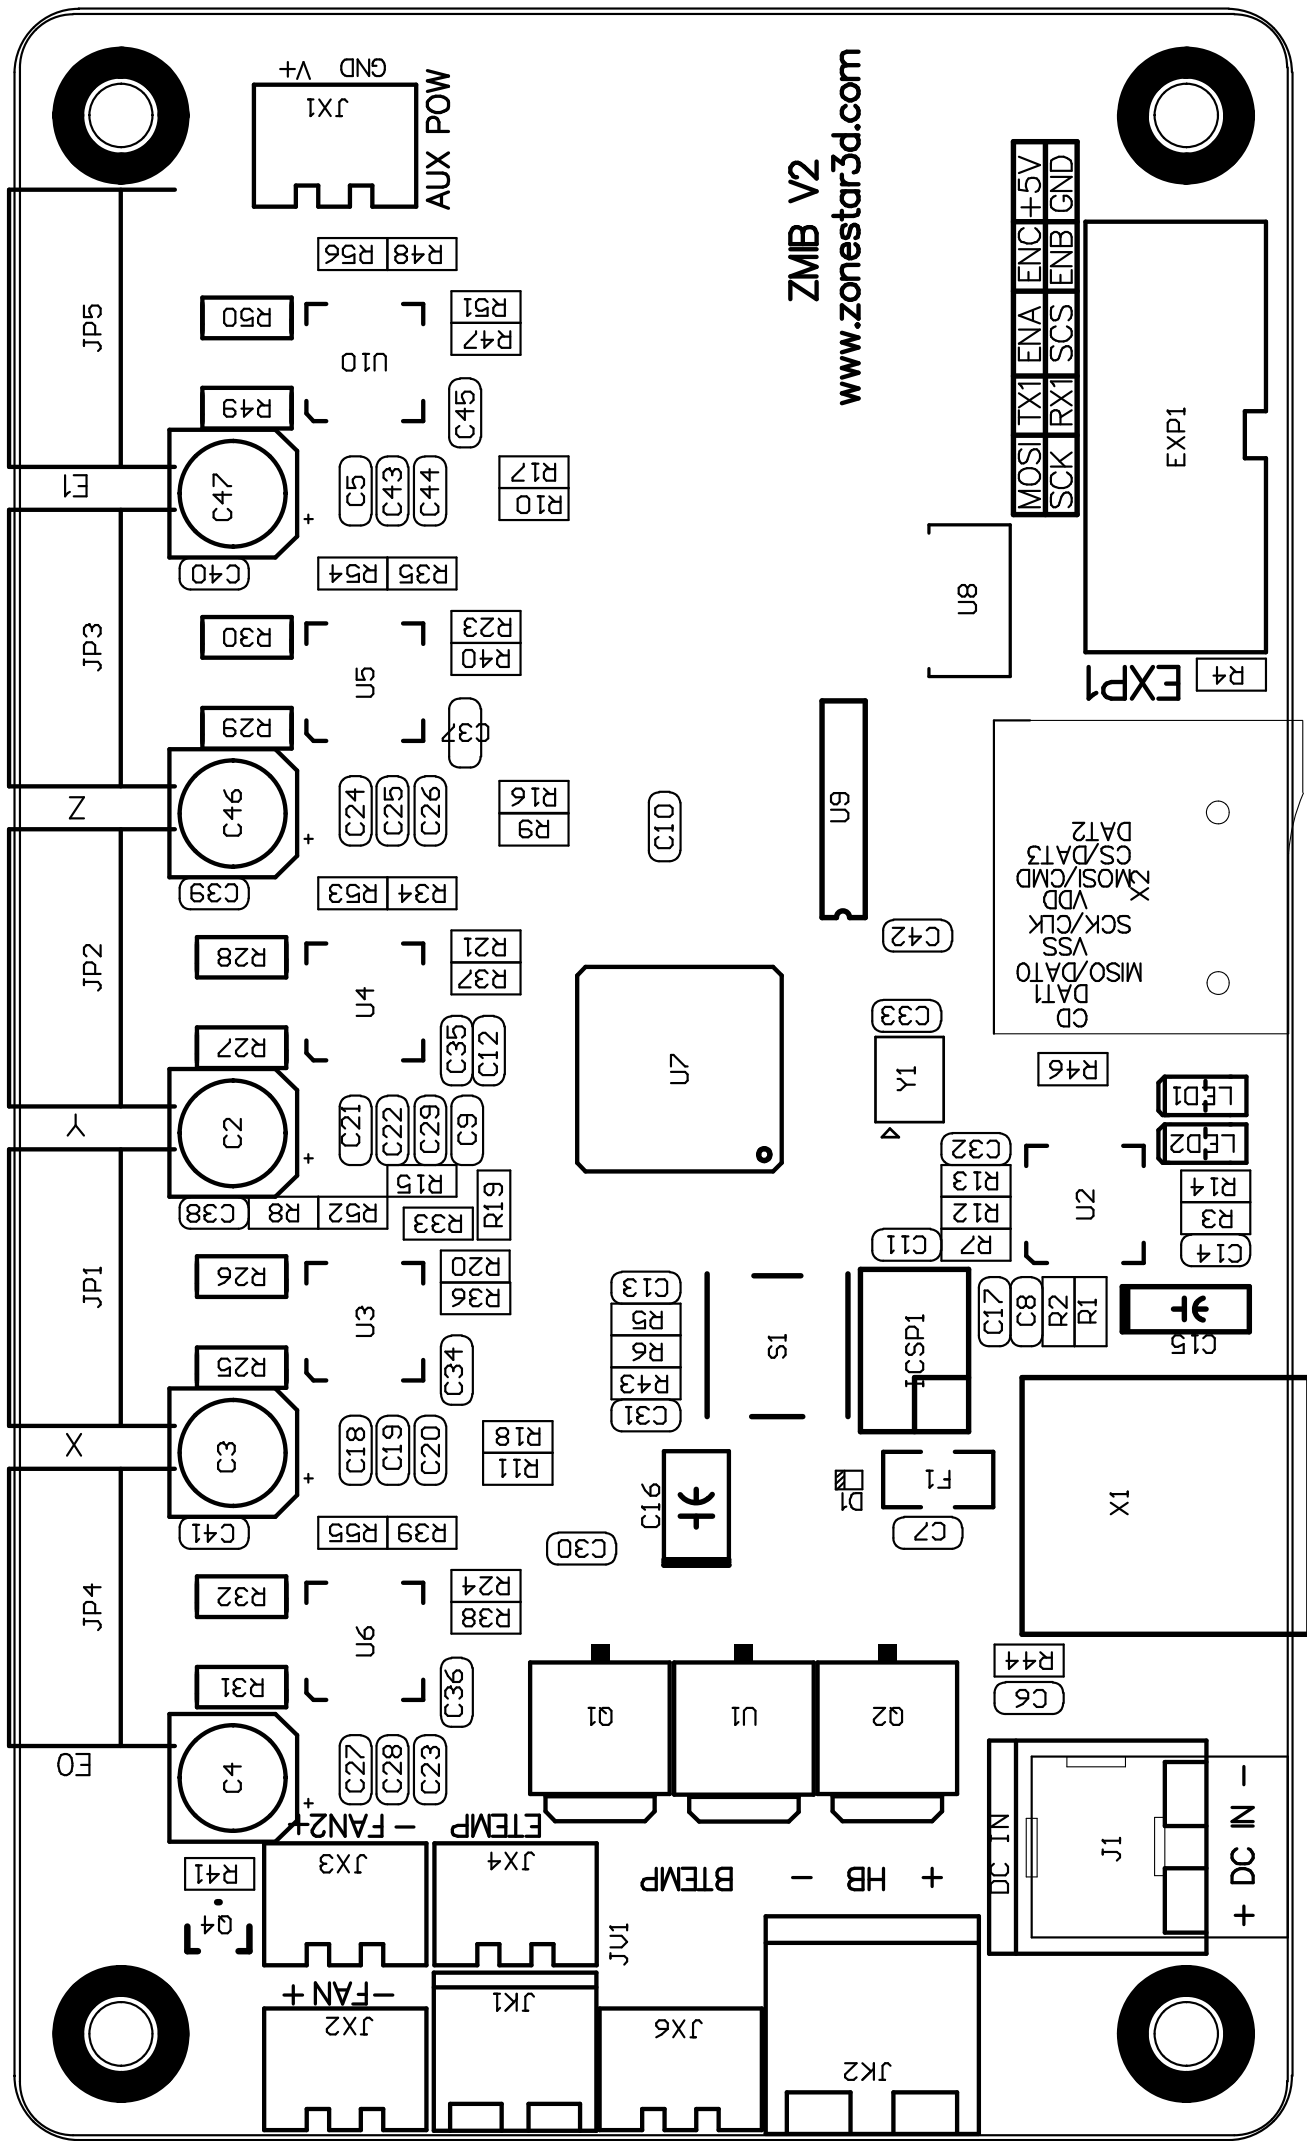 V+ GND
JX1
AUX POW
ZMIB V2
www.zonestar3d.com
MOSI TX1 ENA ENC +5V
SCK RX1 SCS ENB GND
R56 R48
JP5
R50
R51
R47
U10
R49
C45
E1
C47
+
C5
C43
C44
R17
R10
EXP1
C40
R54 R35
U8
JP3
R30
R23
R40
U5
EXP1
R4
R29
C37
Z
C46
+
C24
C25
C26
R16
R9
C10
U9
DAT2
CS/DAT3
MOSI/CMD
VDD
SCK/CLK
VSS
MISO/DAT0
DAT1
CD
X2
C39
R53 R34
C42
JP2
R28
R21
R37
U4
C33
R27
C35
C12
U7
Y1
R46
LED1
LED2
Y
C2
+
C21
C22
C29
C9
C32
R13
R12
R7
U2
R14
R3
C14
R15
R19
C38
R8
R52
R33
C11
JP1
R26
R20
R36
U3
C13
R5
R6
R43
C31
S1
ICSP1
C17
C8
R2
R1
C15
R25
C34
X
C3
+
C18
C19
C20
R18
R11
C16
D1
F1
X1
C41
R55 R39
C30
C7
JP4
R32
R24
R38
U6
R44
C6
R31
C36
Q1
U1
Q2
E0
C4
+
C27
C28
C23
-FAN2+
ETEMP
R41
JX3
JX4
BTEMP
- HB +
DC IN
J1
+ DC IN -
Q4
JV1
-FAN+
JX2
JK1
JX6
JK2